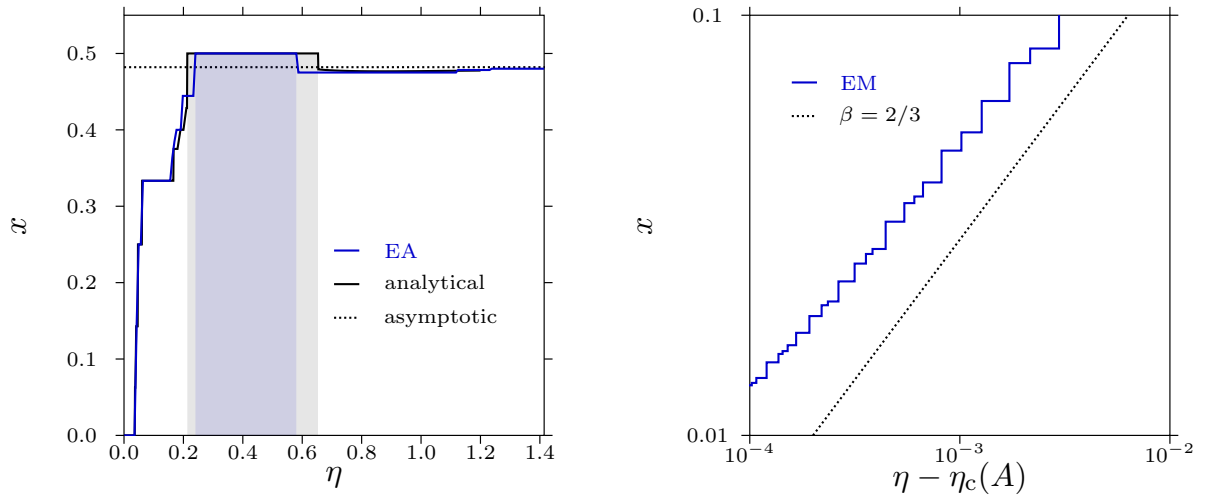 0.5
0.4
0.3
0.2
0.1
0.0
x
EA
analytical
asymptotic
0.0 0.2 0.4 0.6 0.8 1.0 1.2 1.4
η
0.1
0.01
x
EM
β = 2/3
10⁻⁴ 10⁻³ 10⁻²
η − η_c(A)